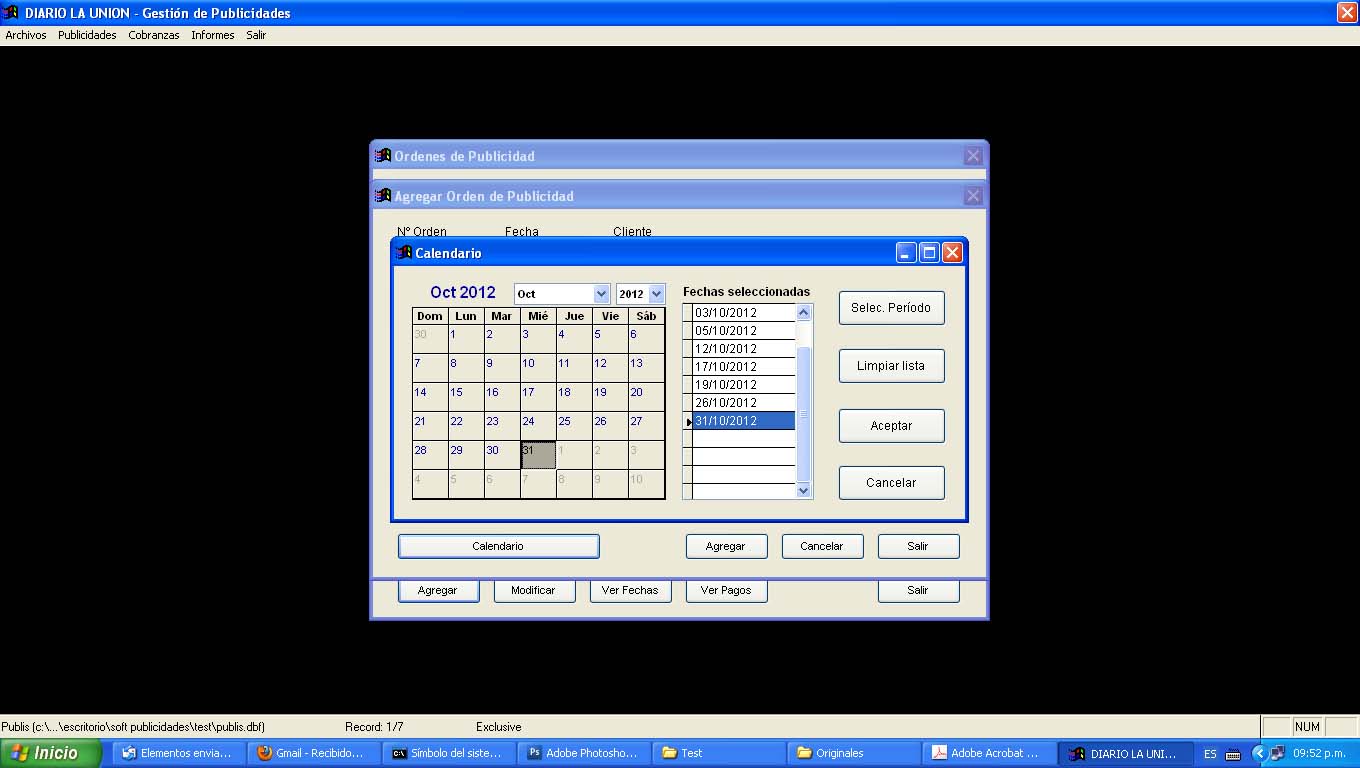 DIARIO LA UNION - Gestión de Publicidades
Archivos Publicidades Cobranzas Informes Salir
Ordenes de Publicidad
Agregar Orden de Publicidad
Nº Orden Fecha Cliente
Calendario
Oct 2012 Oct 2012
Dom Lun Mar Mié Jue Vie Sáb
30 1 2 3 4 5 6
7 8 9 10 11 12 13
14 15 16 17 18 19 20
21 22 23 24 25 26 27
28 29 30 31 1 2 3
4 5 6 7 8 9 10
Fechas seleccionadas
03/10/2012
05/10/2012
12/10/2012
17/10/2012
19/10/2012
26/10/2012
31/10/2012
Selec. Período
Limpiar lista
Aceptar
Cancelar
Calendario Agregar Cancelar Salir
Agregar Modificar Ver Fechas Ver Pagos Salir
Publis (c:\...\escritorio\soft publicidades\test\publis.dbf) Record: 1/7 Exclusive NUM
Inicio Elementos envia... Gmail - Recibido... Símbolo del siste... Adobe Photosho... Test Originales Adobe Acrobat ... DIARIO LA UNI... ES 09:52 p.m.